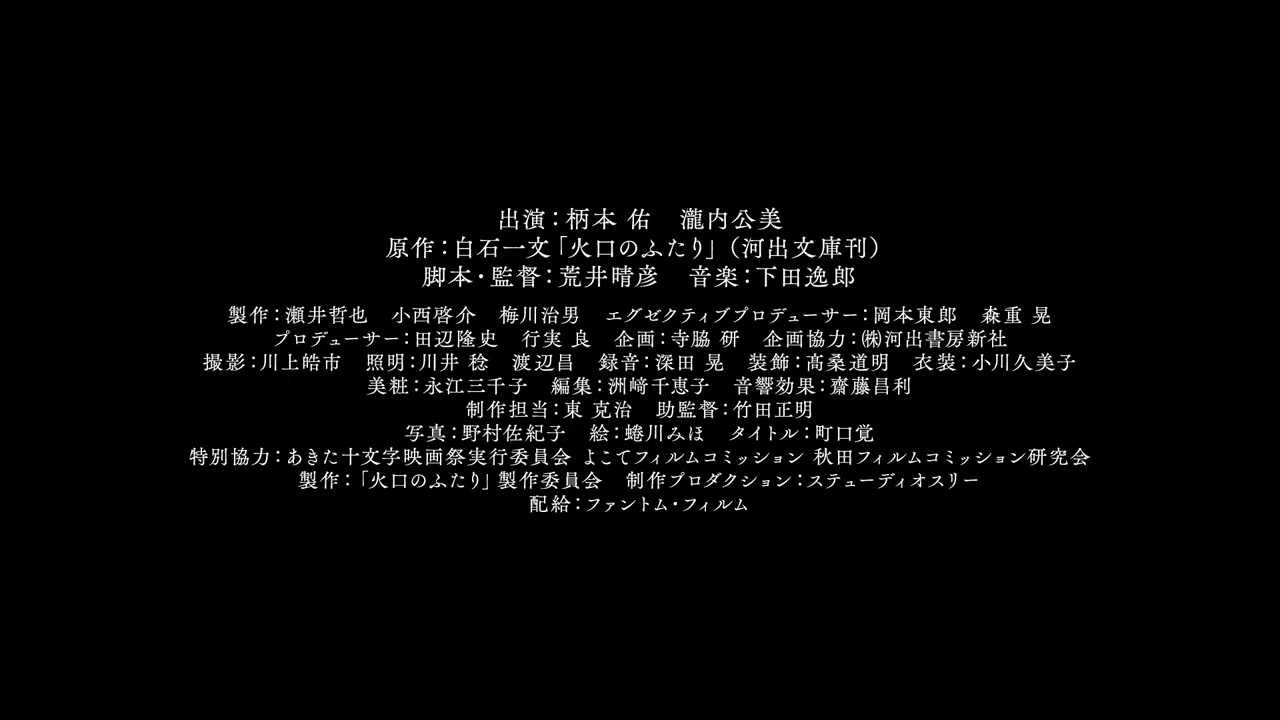 出演：柄本 佑　瀧内公美
原作：白石一文「火口のふたり」（河出文庫刊）
脚本・監督：荒井晴彦　音楽：下田逸郎
製作：瀬井哲也　小西啓介　梅川治男　エグゼクティブプロデューサー：岡本東郎　森重 晃
プロデューサー：田辺隆史　行実 良　企画：寺脇 研　企画協力：㈱河出書房新社
撮影：川上皓市　照明：川井 稔　渡辺昌　録音：深田 晃　装飾：髙桑道明　衣装：小川久美子
美粧：永江三千子　編集：洲﨑千恵子　音響効果：齋藤昌利
制作担当：東 克治　助監督：竹田正明
写真：野村佐紀子　絵：蜷川みほ　タイトル：町口覚
特別協力：あきた十文字映画祭実行委員会 よこてフィルムコミッション 秋田フィルムコミッション研究会
製作：「火口のふたり」製作委員会　制作プロダクション：ステューディオスリー
配給：ファントム・フィルム